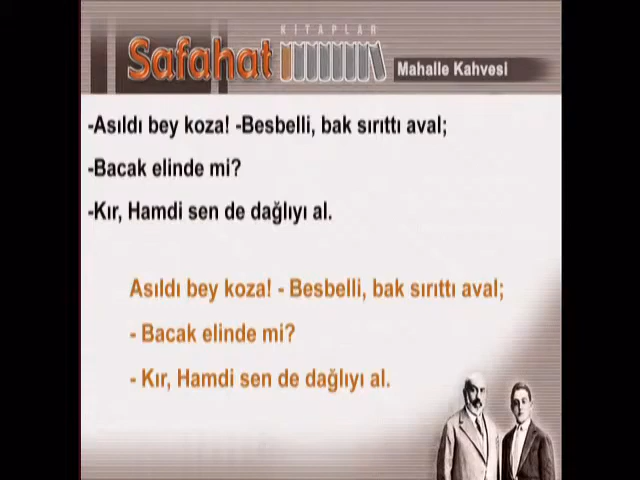 KİTAPLAR
Safahat
Mahalle Kahvesi
-Asıldı bey koza! -Besbelli, bak sırıttı aval;
-Bacak elinde mi?
-Kır, Hamdi sen de dağlıyı al.
Asıldı bey koza! - Besbelli, bak sırıttı aval;
- Bacak elinde mi?
- Kır, Hamdi sen de dağlıyı al.